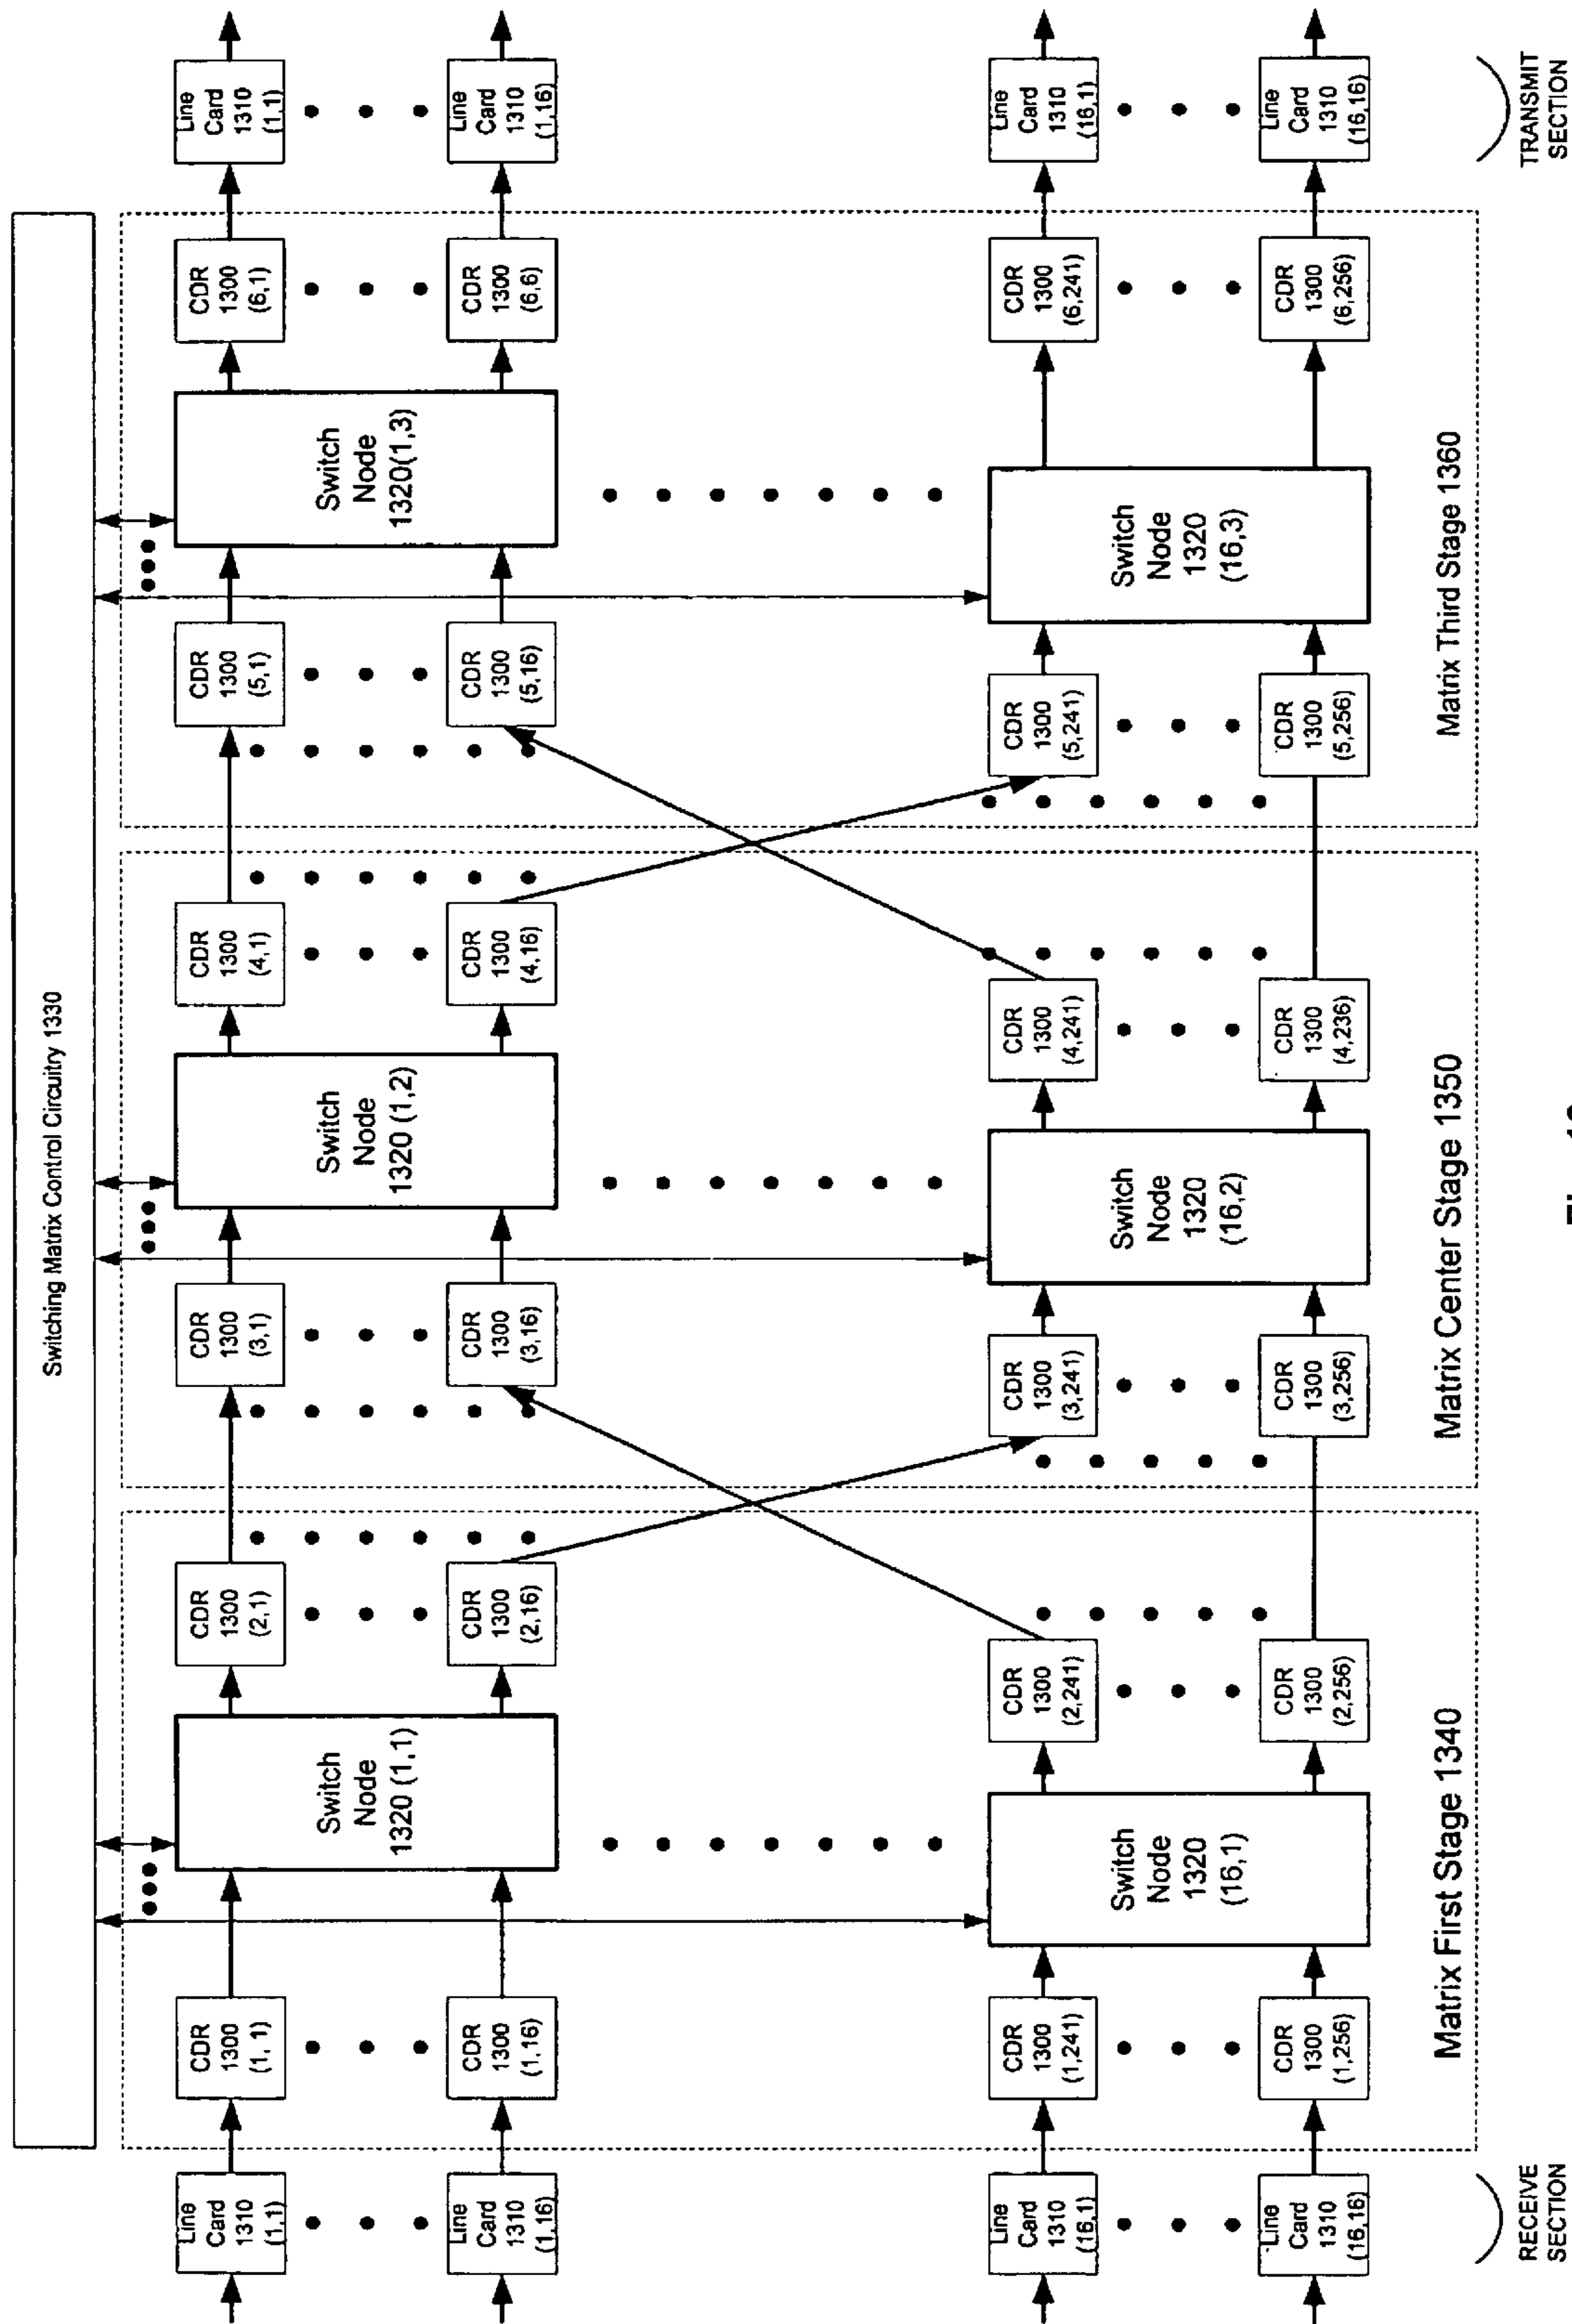 Switching Matrix Control Circuitry 1330
Line
Card
1310
(1,1)
Line
Card
1310
(1,16)
Line
Card
1310
(16,1)
Line
Card
1310
(16,16)
RECEIVE
SECTION
CDR
1300
(1, 1)
CDR
1300
(1,16)
CDR
1300
(1,241)
CDR
1300
(1,256)
Switch
Node
1320 (1,1)
Switch
Node
1320
(16,1)
CDR
1300
(2,1)
CDR
1300
(2,16)
CDR
1300
(2,241)
CDR
1300
(2,256)
Matrix First Stage 1340
CDR
1300
(3,1)
CDR
1300
(3,16)
CDR
1300
(3,241)
CDR
1300
(3,256)
Switch
Node
1320 (1,2)
Switch
Node
1320
(16,2)
CDR
1300
(4,1)
CDR
1300
(4,16)
CDR
1300
(4,241)
CDR
1300
(4,236)
Matrix Center Stage 1350
CDR
1300
(5,1)
CDR
1300
(5,16)
CDR
1300
(5,241)
CDR
1300
(5,256)
Switch
Node
1320(1,3)
Switch
Node
1320
(16,3)
CDR
1300
(6,1)
CDR
1300
(6,6)
CDR
1300
(6,241)
CDR
1300
(6,256)
Matrix Third Stage 1360
Line
Card
1310
(1,1)
Line
Card
1310
(1,16)
Line
Card
1310
(16,1)
Line
Card
1310
(16,16)
TRANSMIT
SECTION